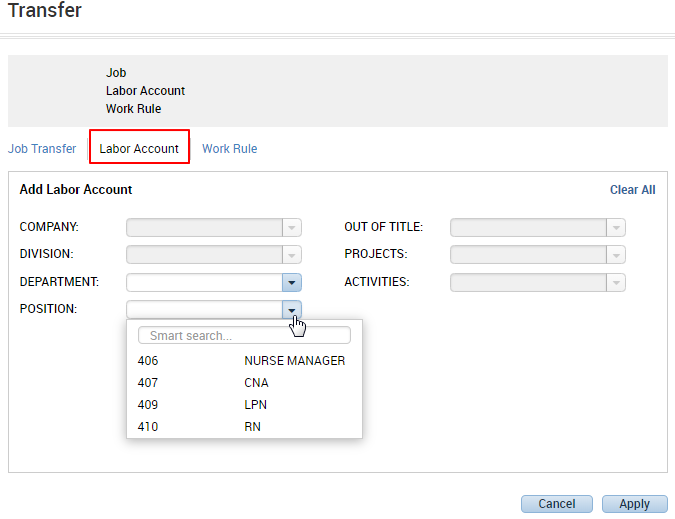 Transfer
Job
Labor Account
Work Rule
Job Transfer Labor Account Work Rule
Add Labor Account Clear All
COMPANY: OUT OF TITLE:
DIVISION: PROJECTS:
DEPARTMENT: ACTIVITIES:
POSITION:
Smart search...
406 NURSE MANAGER
407 CNA
409 LPN
410 RN
Cancel Apply